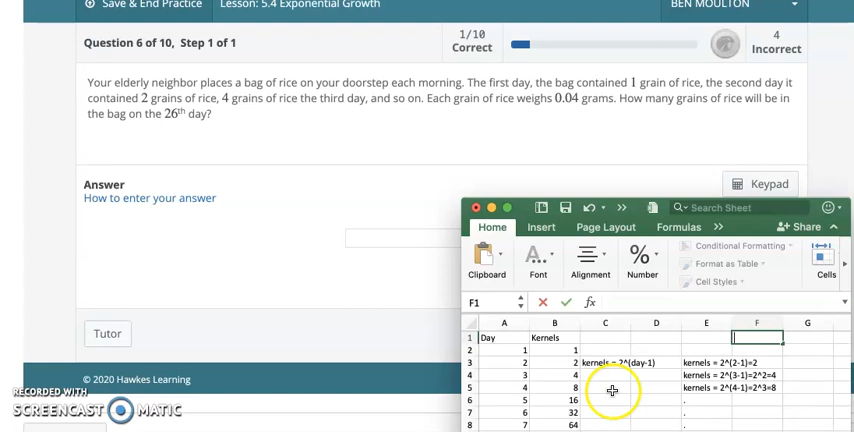 Save & End Practice
Lesson: 5.4 Exponential Growth
BEN MOULTON
Question 6 of 10, Step 1 of 1
1/10
Correct
4
Incorrect
Your elderly neighbor places a bag of rice on your doorstep each morning. The first day, the bag contained 1 grain of rice, the second day it
contained 2 grains of rice, 4 grains of rice the third day, and so on. Each grain of rice weighs 0.04 grams. How many grains of rice will be in
the bag on the 26th day?
Answer
How to enter your answer
Keypad
Tutor
© 2020 Hawkes Learning
RECORDED WITH
SCREENCAST MATIC
Search Sheet
Home Insert Page Layout Formulas Share
Clipboard Font Alignment Number
Conditional Formatting
Format as Table
Cell Styles
Cells
F1 fx
A B C D E F G
1 Day Kernels
2 1 1
3 2 2 kernels = 2^(day-1) kernels = 2^(2-1)=2
4 3 4 kernels = 2^(3-1)=2^2=4
5 4 8 kernels = 2^(4-1)=2^3=8
6 5 16 .
7 6 32 .
8 7 64 .